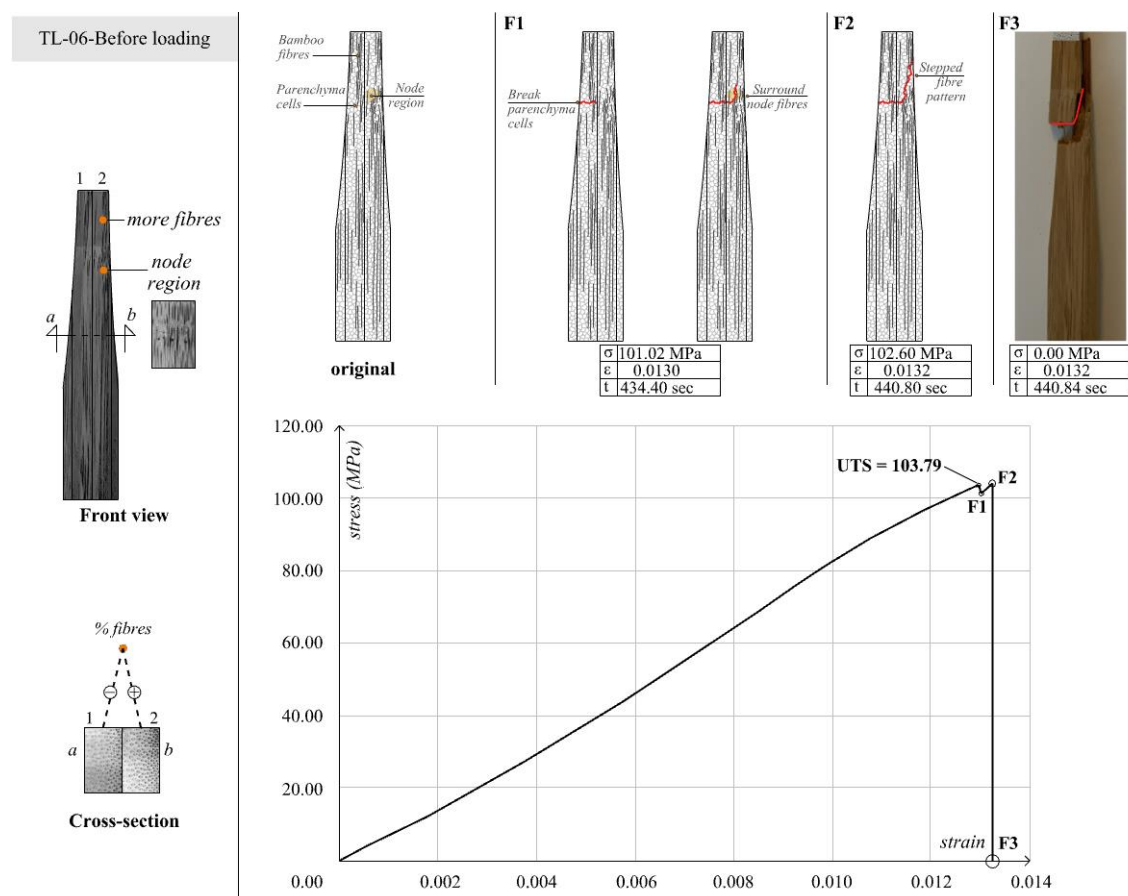 TL-06-Before loading
1 2
more fibres
node
region
a
b
Front view
% fibres
−
+
1
2
a
b
Cross-section
Bamboo
fibres
Parenchyma
cells
Node
region
original
F1
Break
parenchyma
cells
Surround
node fibres
σ 101.02 MPa
ε 0.0130
t 434.40 sec
F2
Stepped
fibre
pattern
σ 102.60 MPa
ε 0.0132
t 440.80 sec
F3
σ 0.00 MPa
ε 0.0132
t 440.84 sec
120.00
100.00
80.00
60.00
40.00
20.00
stress (MPa)
UTS = 103.79
F2
F1
strain
F3
0.00 0.002 0.004 0.006 0.008 0.010 0.012 0.014